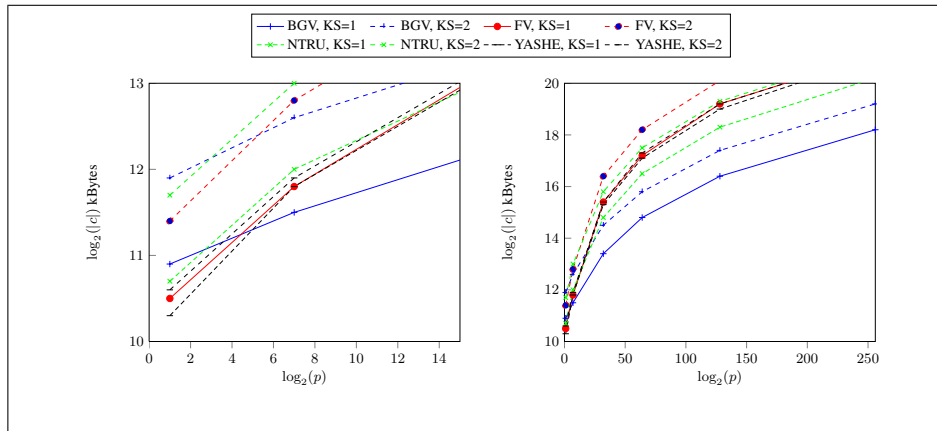 BGV, KS=1 BGV, KS=2 FV, KS=1 FV, KS=2
NTRU, KS=1 NTRU, KS=2 YASHE, KS=1 YASHE, KS=2
13
12
11
10
0 2 4 6 8 10 12 14
log₂(p)
log₂(|c|) kBytes
20
18
16
14
12
10
0 50 100 150 200 250
log₂(p)
log₂(|c|) kBytes